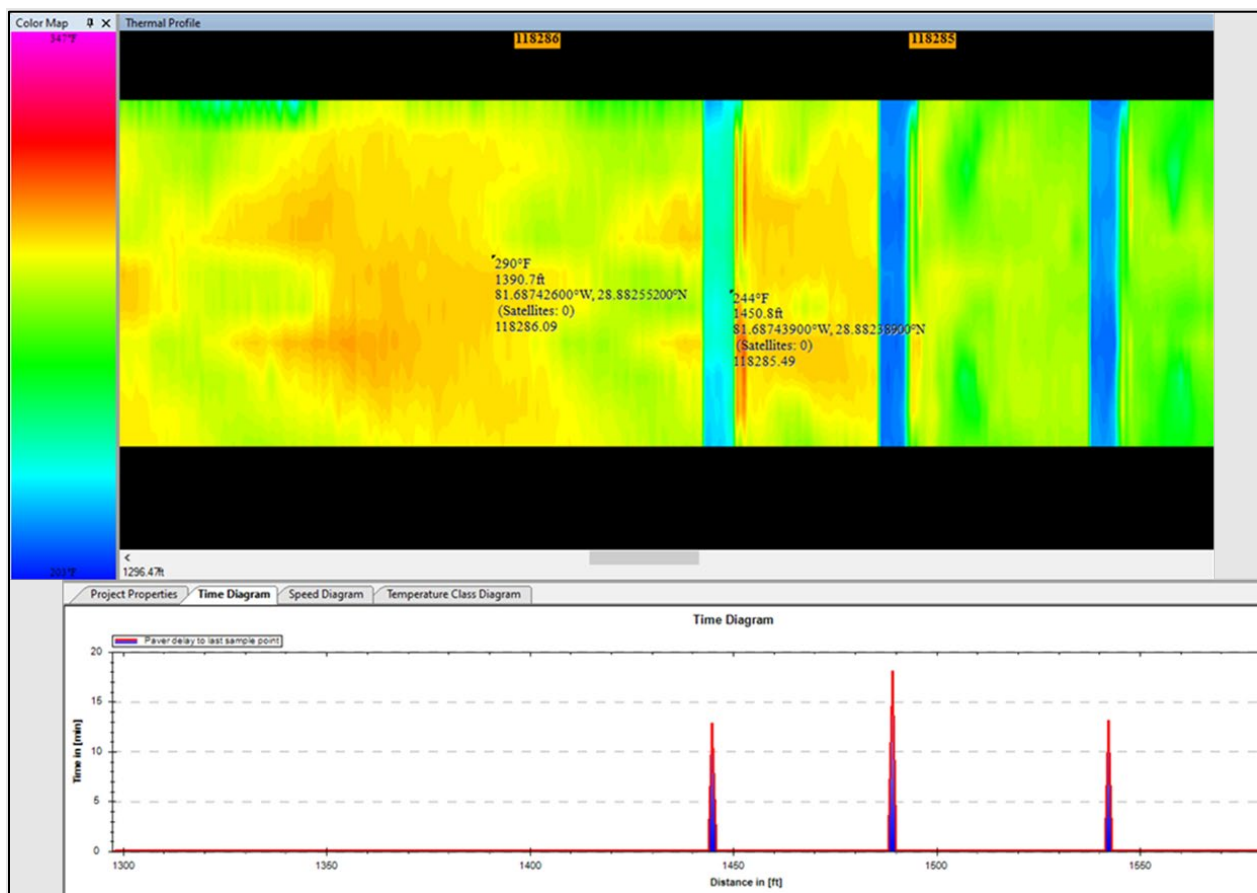 Color Map
Thermal Profile
347°F
118286
118285
290°F
1390.7ft
81.68742600°W, 28.88255200°N
(Satellites: 0)
118286.09
244°F
1450.8ft
81.68743900°W, 28.88238900°N
(Satellites: 0)
118285.49
203°F
1296.47ft
Project Properties
Time Diagram
Speed Diagram
Temperature Class Diagram
Time Diagram
Paver delay to last sample point
Time in [min]
20
15
10
5
0
1300
1350
1400
1450
1500
1550
Distance in [ft]